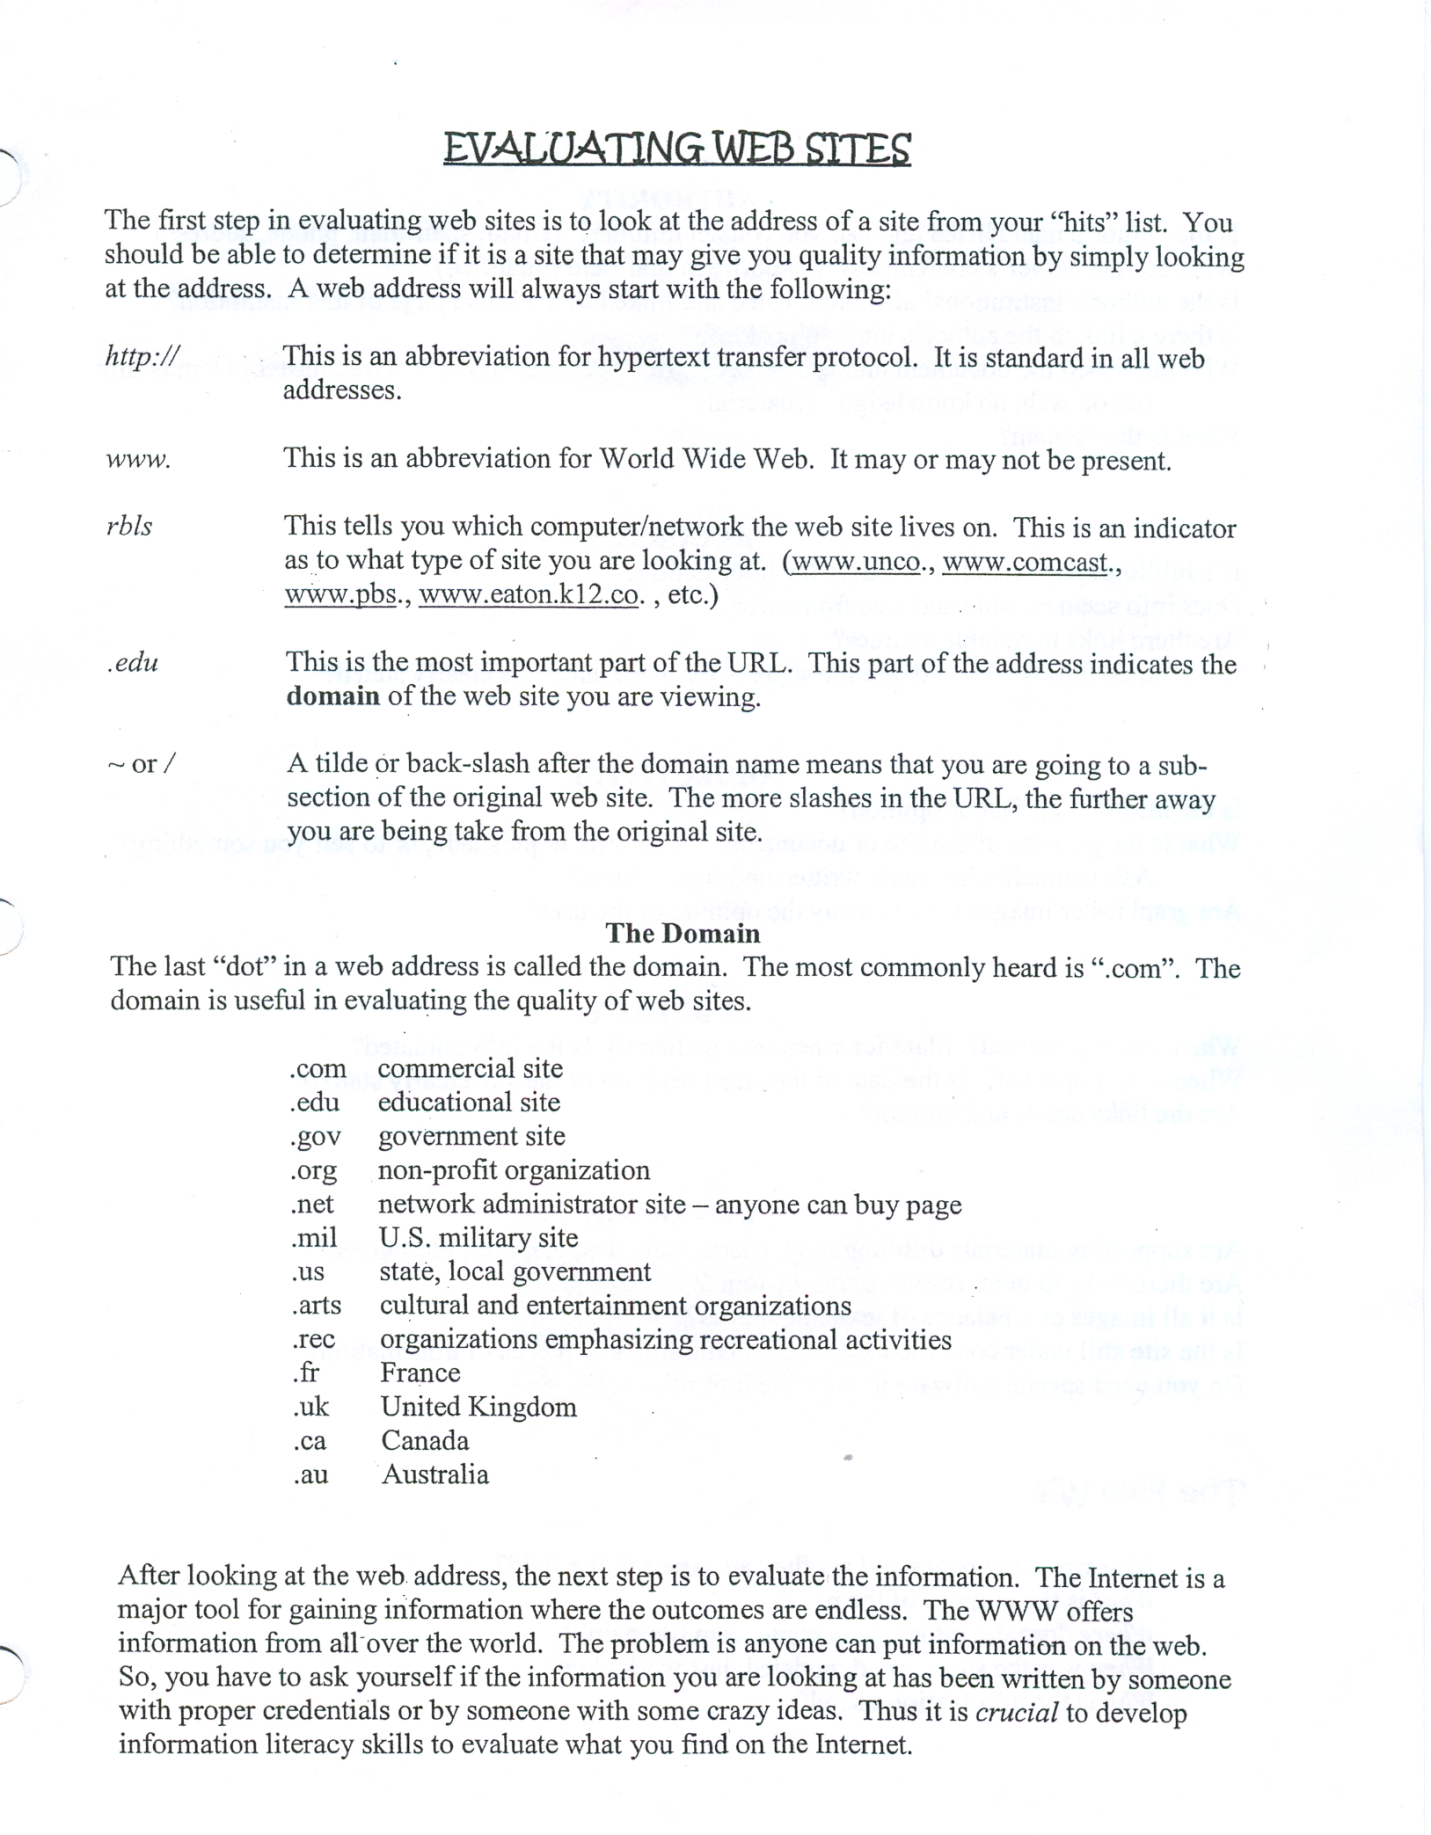 EVALUATING WEB SITES
The first step in evaluating web sites is to look at the address of a site from your “hits” list. You
should be able to determine if it is a site that may give you quality information by simply looking
at the address. A web address will always start with the following:
http:// This is an abbreviation for hypertext transfer protocol. It is standard in all web
addresses.
www. This is an abbreviation for World Wide Web. It may or may not be present.
rbls This tells you which computer/network the web site lives on. This is an indicator
as to what type of site you are looking at. (www.unco., www.comcast.,
www.pbs., www.eaton.k12.co. , etc.)
.edu This is the most important part of the URL. This part of the address indicates the
domain of the web site you are viewing.
~ or / A tilde or back-slash after the domain name means that you are going to a sub-
section of the original web site. The more slashes in the URL, the further away
you are being take from the original site.
The Domain
The last “dot” in a web address is called the domain. The most commonly heard is “.com”. The
domain is useful in evaluating the quality of web sites.
.com commercial site
.edu educational site
.gov government site
.org non-profit organization
.net network administrator site – anyone can buy page
.mil U.S. military site
.us state, local government
.arts cultural and entertainment organizations
.rec organizations emphasizing recreational activities
.fr France
.uk United Kingdom
.ca Canada
.au Australia
After looking at the web address, the next step is to evaluate the information. The Internet is a
major tool for gaining information where the outcomes are endless. The WWW offers
information from all over the world. The problem is anyone can put information on the web.
So, you have to ask yourself if the information you are looking at has been written by someone
with proper credentials or by someone with some crazy ideas. Thus it is crucial to develop
information literacy skills to evaluate what you find on the Internet.